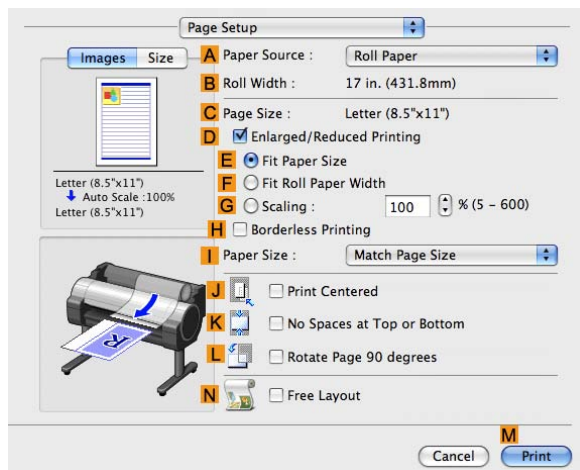 Page Setup
Images Size
A Paper Source : Roll Paper
B Roll Width : 17 in. (431.8mm)
C Page Size : Letter (8.5"x11")
D Enlarged/Reduced Printing
E Fit Paper Size
F Fit Roll Paper Width
G Scaling : 100 % (5 - 600)
Letter (8.5"x11")
Auto Scale :100%
Letter (8.5"x11")
H Borderless Printing
I Paper Size : Match Page Size
J Print Centered
K No Spaces at Top or Bottom
L Rotate Page 90 degrees
R
N Free Layout
M
Cancel Print